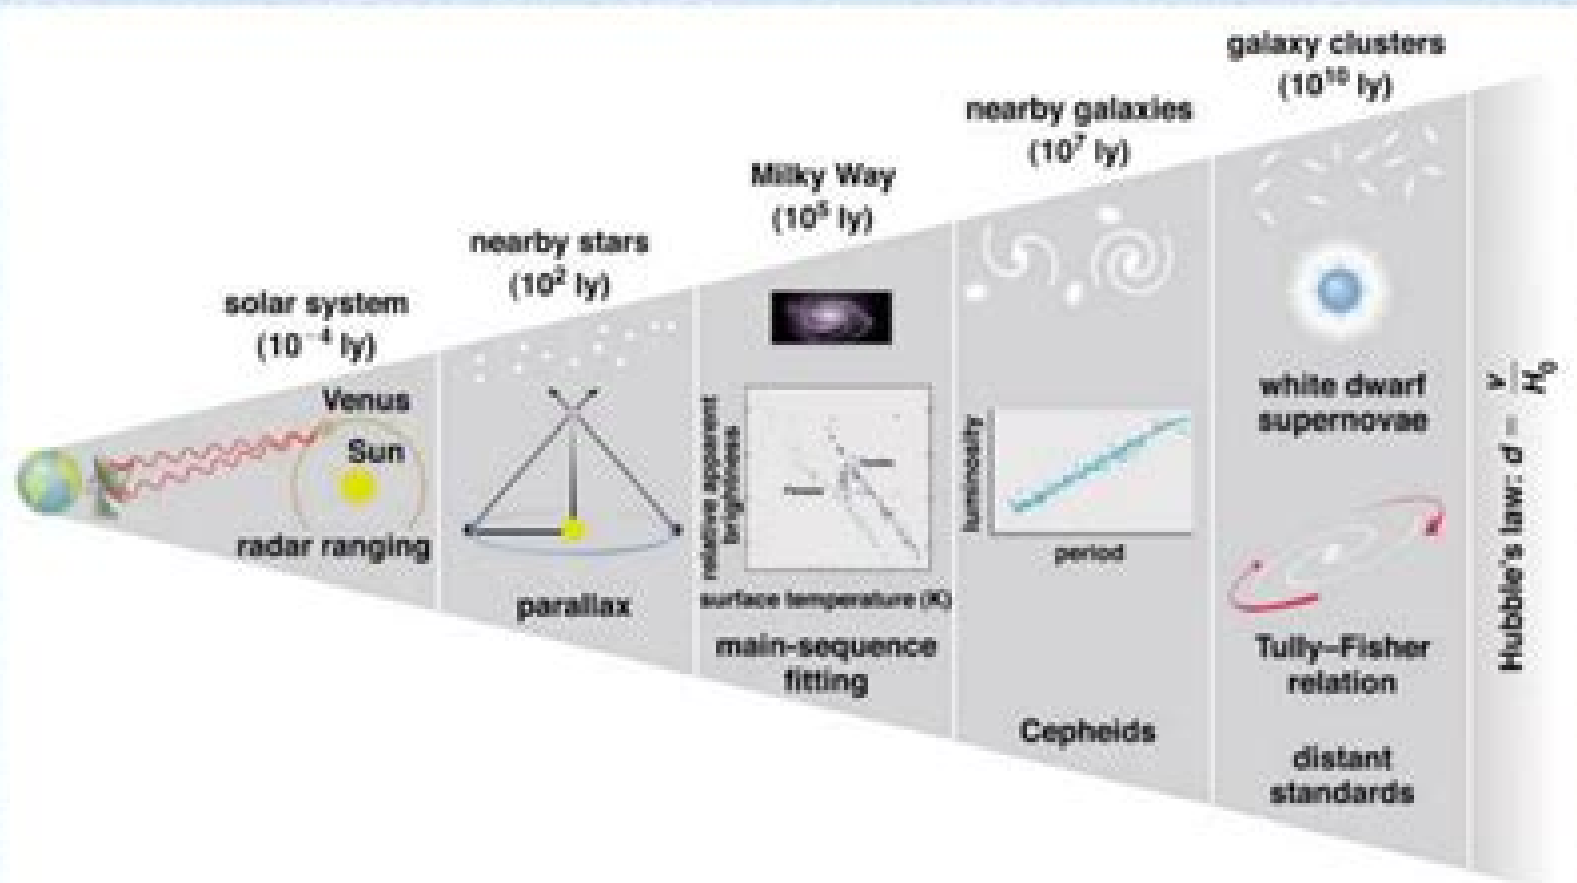 solar system
(10⁻⁴ ly)
Venus
Sun
radar ranging
nearby stars
(10² ly)
parallax
Milky Way
(10⁵ ly)
relative apparent
brightness
surface temperature (K)
main-sequence
fitting
nearby galaxies
(10⁷ ly)
luminosity
period
Cepheids
galaxy clusters
(10¹⁰ ly)
white dwarf
supernovae
Tully–Fisher
relation
distant
standards
Hubble's law: d = v/H₀